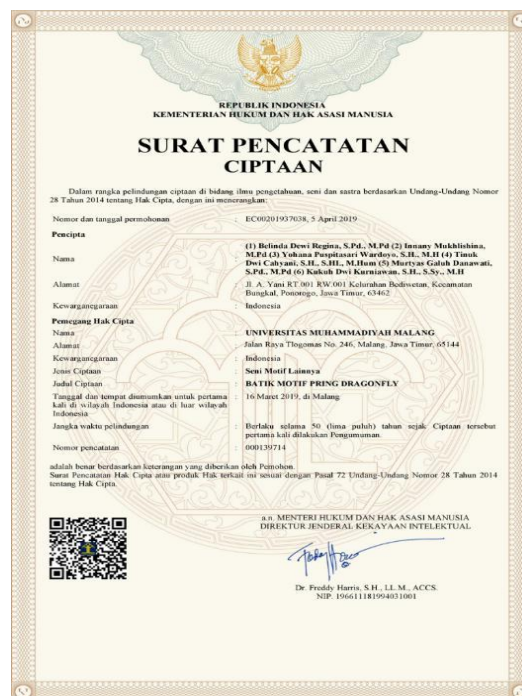 REPUBLIK INDONESIA
KEMENTERIAN HUKUM DAN HAK ASASI MANUSIA
SURAT PENCATATAN
CIPTAAN
Dalam rangka pelindungan ciptaan di bidang ilmu pengetahuan, seni dan sastra berdasarkan Undang-Undang Nomor
28 Tahun 2014 tentang Hak Cipta, dengan ini menerangkan:
Nomor dan tanggal permohonan : EC00201937038, 5 April 2019
Pencipta
Nama : (1) Belinda Dewi Regina, S.Pd., M.Pd (2) Innany Mukhlishina,
M.Pd (3) Yohana Puspitasari Wardoyo, S.H., M.H (4) Tinuk
Dwi Cahyani, S.H., S.HI., M.Hum (5) Murtyas Galuh Danawati,
S.Pd., M.Pd (6) Kukuh Dwi Kurniawan, S.H., S.Sy., M.H
Alamat : Jl. A. Yani RT.001 RW.001 Kelurahan Bediwetan, Kecamatan
Bungkal, Ponorogo, Jawa Timur, 63462
Kewarganegaraan : Indonesia
Pemegang Hak Cipta
Nama : UNIVERSITAS MUHAMMADIYAH MALANG
Alamat : Jalan Raya Tlogomas No. 246, Malang, Jawa Timur, 65144
Kewarganegaraan : Indonesia
Jenis Ciptaan : Seni Motif Lainnya
Judul Ciptaan : BATIK MOTIF PRING DRAGONFLY
Tanggal dan tempat diumumkan untuk pertama : 16 Maret 2019, di Malang
kali di wilayah Indonesia atau di luar wilayah
Indonesia
Jangka waktu pelindungan : Berlaku selama 50 (lima puluh) tahun sejak Ciptaan tersebut
pertama kali dilakukan Pengumuman.
Nomor pencatatan : 000139714
adalah benar berdasarkan keterangan yang diberikan oleh Pemohon.
Surat Pencatatan Hak Cipta atau produk Hak terkait ini sesuai dengan Pasal 72 Undang-Undang Nomor 28 Tahun 2014
tentang Hak Cipta.
a.n. MENTERI HUKUM DAN HAK ASASI MANUSIA
DIREKTUR JENDERAL KEKAYAAN INTELEKTUAL
Dr. Freddy Harris, S.H., LL.M., ACCS.
NIP. 196611181994031001